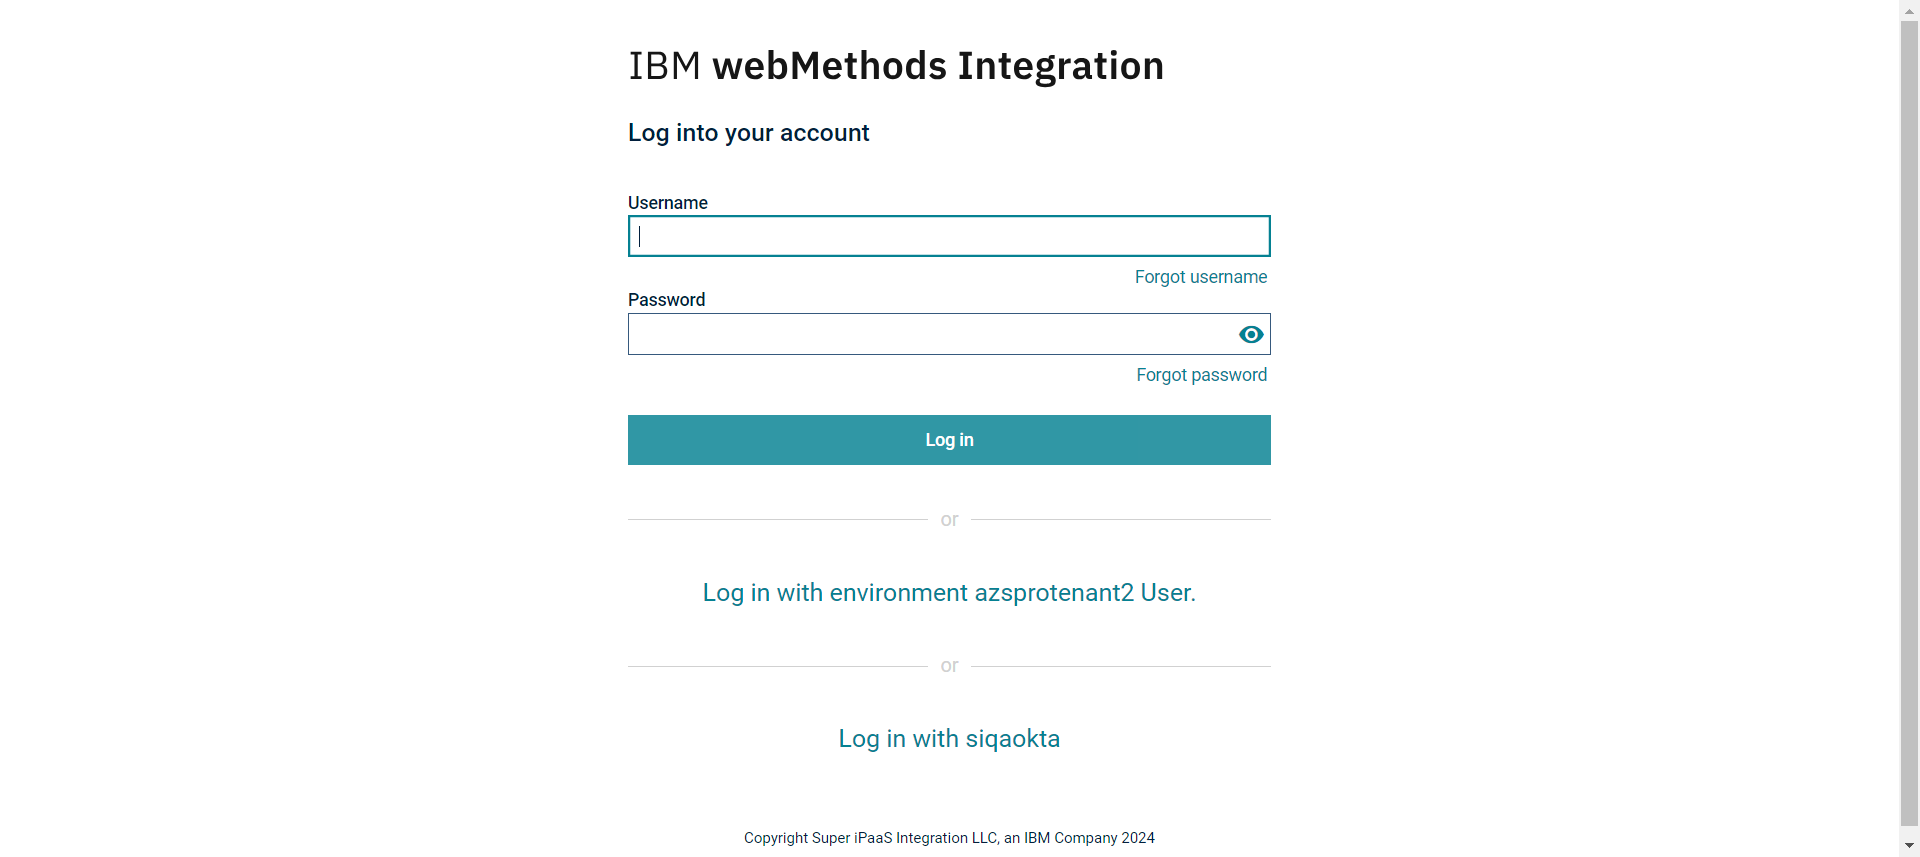 IBM webMethods Integration
Log into your account
Username
Forgot username
Password
Forgot password
Log in
or
Log in with environment azsprotenant2 User.
or
Log in with siqaokta
Copyright Super iPaaS Integration LLC, an IBM Company 2024